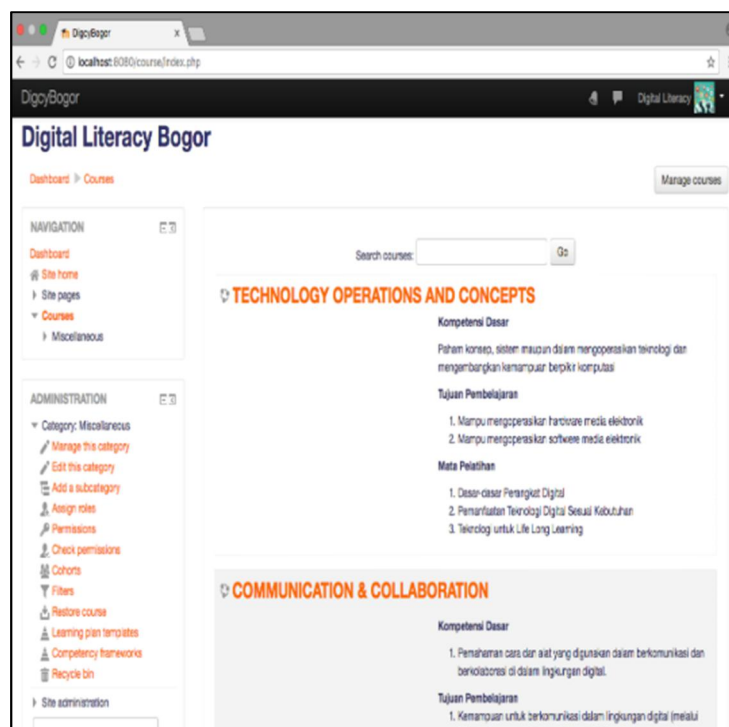 DigcyBogor
localhost:8080/course/index.php
DigcyBogor
Digital Literacy
Digital Literacy Bogor
Dashboard
Courses
Manage courses
NAVIGATION
Dashboard
Site home
Site pages
Courses
Miscellaneous
ADMINISTRATION
Category: Miscellaneous
Manage this category
Edit this category
Add a subcategory
Assign roles
Permissions
Check permissions
Cohorts
Filters
Restore course
Learning plan templates
Competency frameworks
Recycle bin
Site administration
Search courses:
Go
TECHNOLOGY OPERATIONS AND CONCEPTS
Kompetensi Dasar
Paham konsep, sistem maupun dalam mengoperasikan teknologi dan
mengembangkan kemampuan berpikir komputasi
Tujuan Pembelajaran
1. Mampu mengoperasikan hardware media elektronik
2. Mampu mengoperasikan software media elektronik
Mata Pelatihan
1. Dasar-dasar Perangkat Digital
2. Pemanfaatan Teknologi Digital Sesuai Kebutuhan
3. Teknologi untuk Life Long Learning
COMMUNICATION & COLLABORATION
Kompetensi Dasar
1. Pemahaman cara dan alat yang digunakan dalam berkomunikasi dan
berkolaborasi di dalam lingkungan digital.
Tujuan Pembelajaran
1. Kemampuan untuk berkomunikasi dalam lingkungan digital (melalui